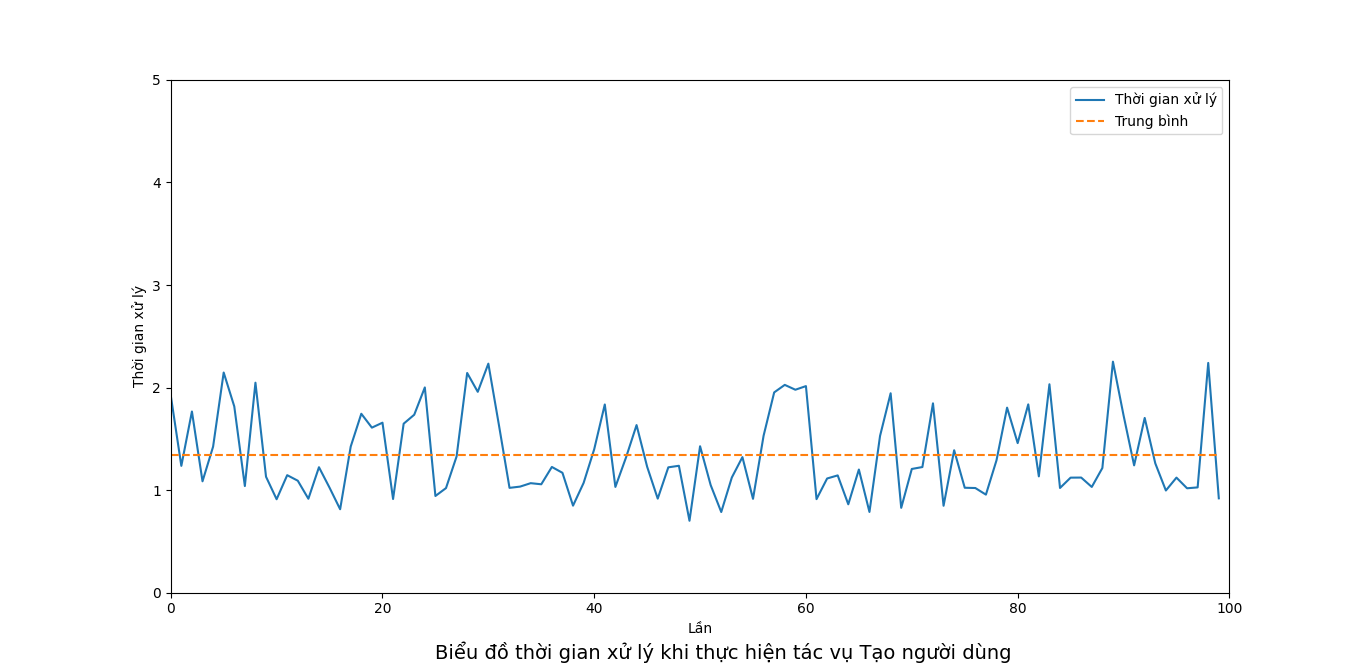 5
4
3
2
1
0
Thời gian xử lý
Thời gian xử lý
Trung bình
0 20 40 60 80 100
Lần
Biểu đồ thời gian xử lý khi thực hiện tác vụ Tạo người dùng